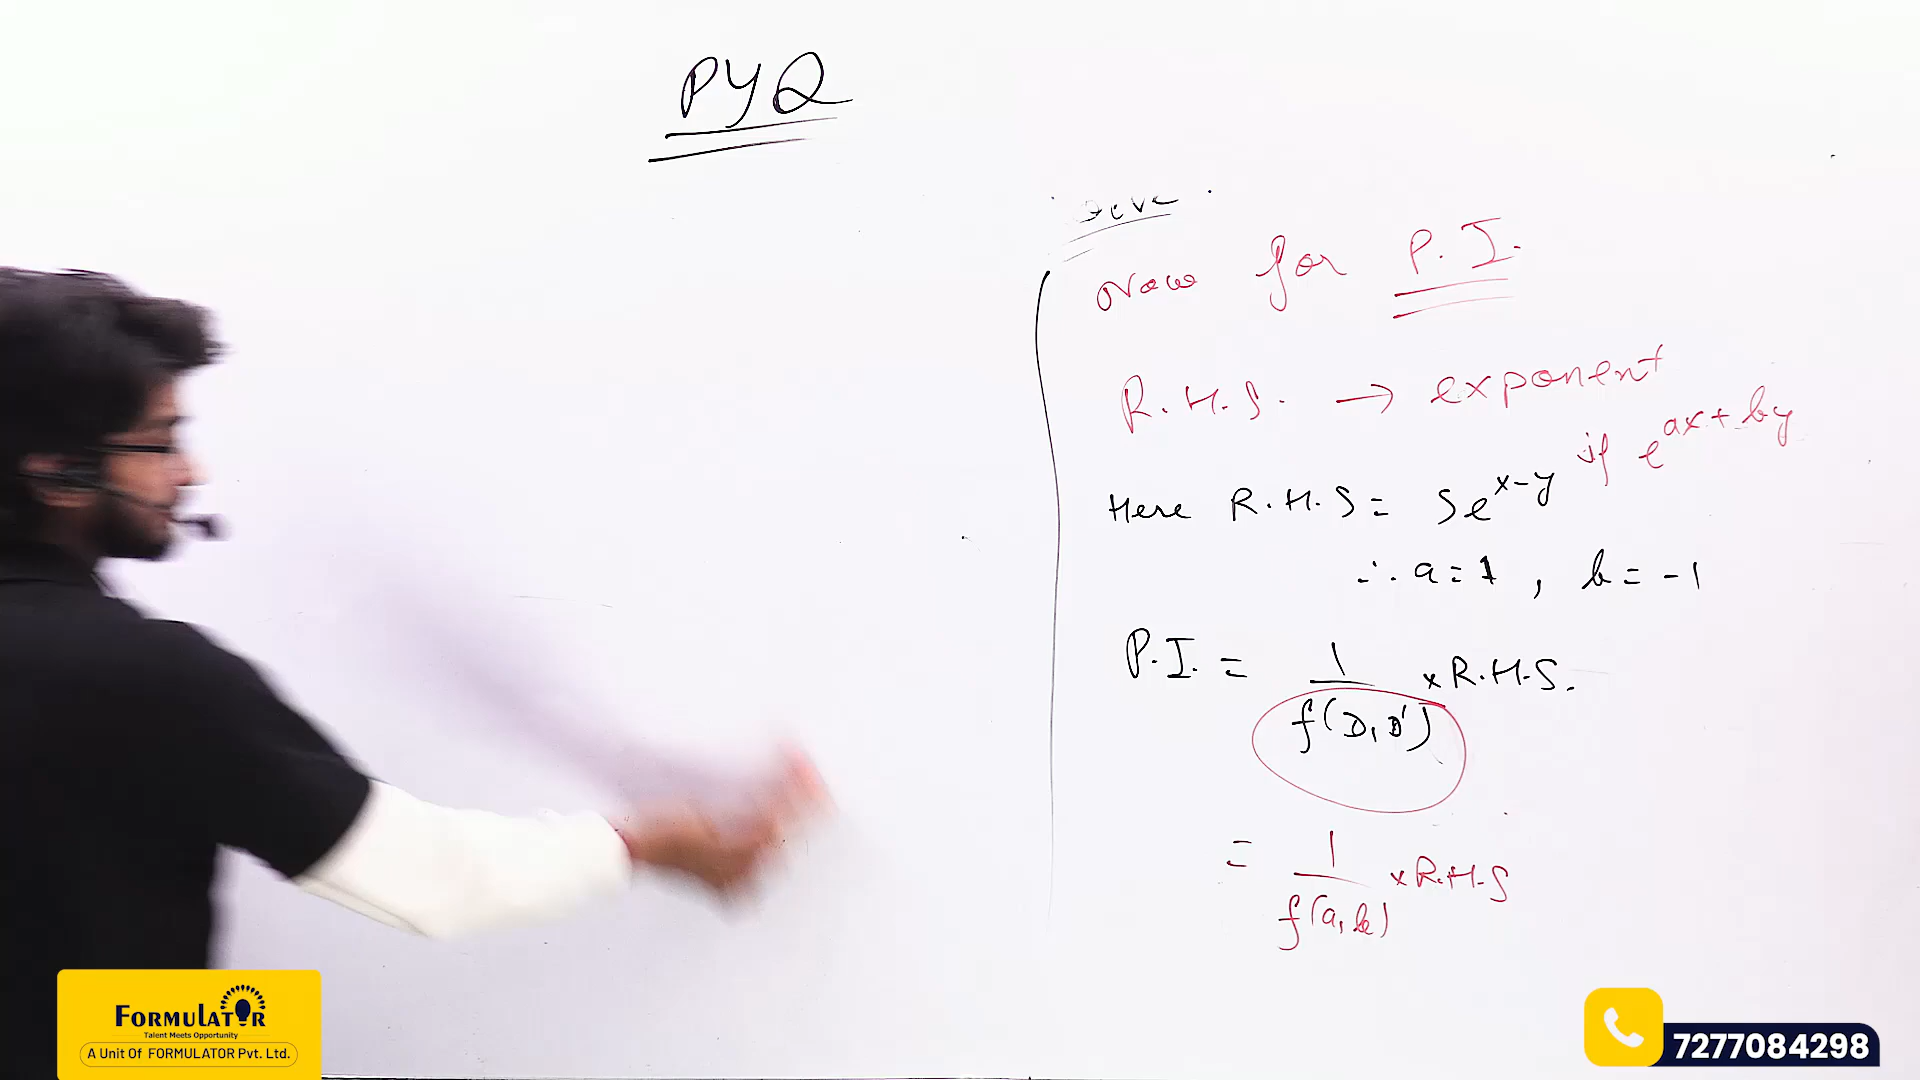 PYQ
Now for P.I.
R.H.S. → exponent
if e^{ax+by}
Here R.H.S = 5e^{x-y}
∴ a=1 , b= -1
P.I. = 1/f(D,D') × R.H.S.
= 1/f(a,b) × R.H.S
FORMULATOR
Talent Meets Opportunity
A Unit Of FORMULATOR Pvt. Ltd.
7277084298